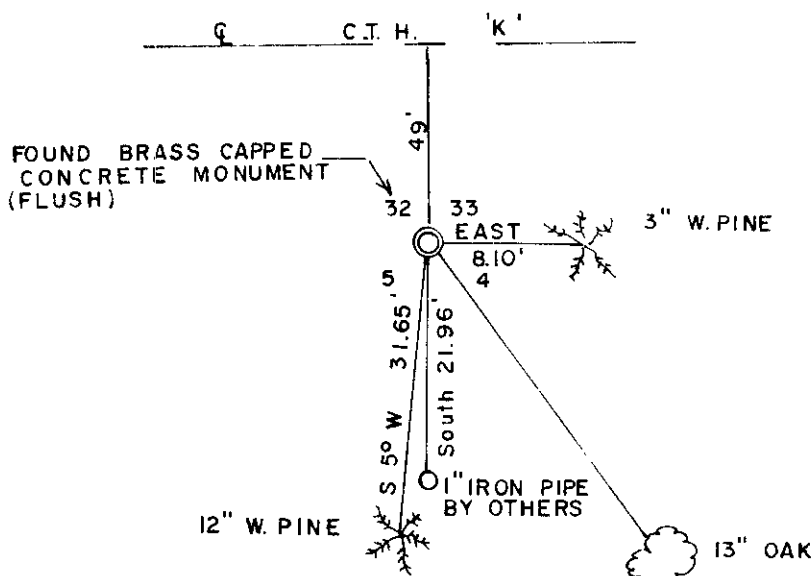 ℄ C.T. H. 'K'
49'
FOUND BRASS CAPPED
CONCRETE MONUMENT
(FLUSH)
32 33
EAST
8.10'
3" W. PINE
5 4
S 5° W 31.65'
South 21.96'
1" IRON PIPE
BY OTHERS
12" W. PINE
13" OAK